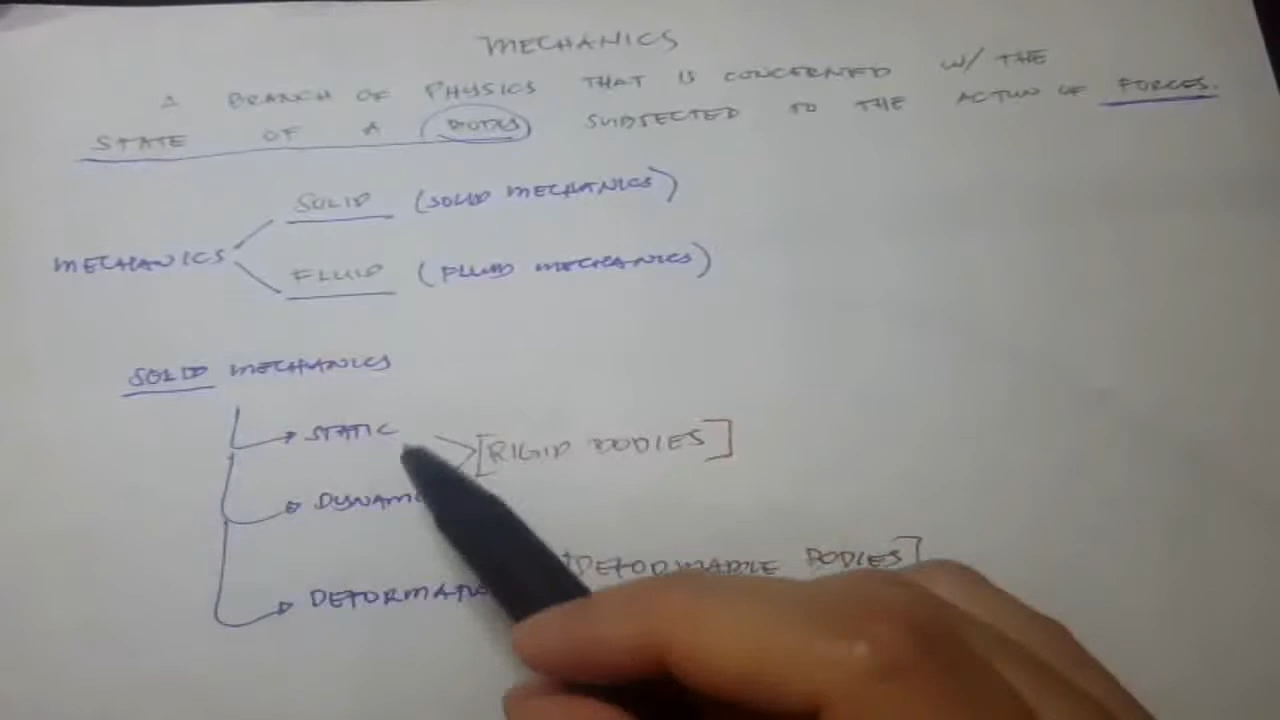 MECHANICS
A BRANCH OF PHYSICS THAT IS CONCERNED W/ THE
STATE OF A BODIES SUBJECTED TO THE ACTION OF FORCES.
SOLID (SOLID MECHANICS)
MECHANICS
FLUID (FLUID MECHANICS)
SOLID MECHANICS
STATIC [RIGID BODIES]
DYNAMIC
DEFORMABLE BODIES]